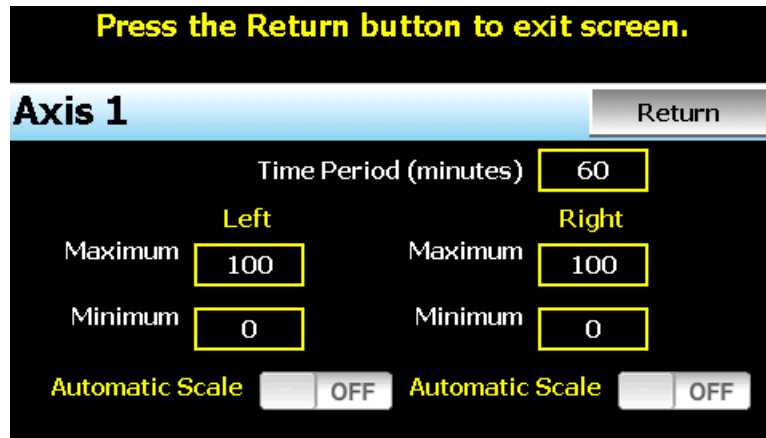 Press the Return button to exit screen.
Axis 1 Return
Time Period (minutes) 60
Left Right
Maximum 100 Maximum 100
Minimum 0 Minimum 0
Automatic Scale OFF Automatic Scale OFF